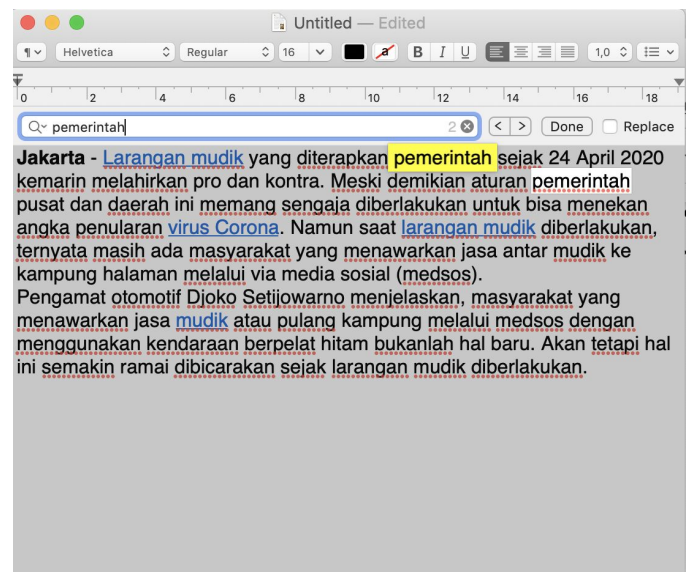 Untitled — Edited
¶ Helvetica Regular 16 a B I U 1,0
0 2 4 6 8 10 12 14 16 18
pemerintah 2 < > Done Replace
Jakarta - Larangan mudik yang diterapkan pemerintah sejak 24 April 2020
kemarin melahirkan pro dan kontra. Meski demikian aturan pemerintah
pusat dan daerah ini memang sengaja diberlakukan untuk bisa menekan
angka penularan virus Corona. Namun saat larangan mudik diberlakukan,
ternyata masih ada masyarakat yang menawarkan jasa antar mudik ke
kampung halaman melalui via media sosial (medsos).
Pengamat otomotif Djoko Setijowarno menjelaskan, masyarakat yang
menawarkan jasa mudik atau pulang kampung melalui medsos dengan
menggunakan kendaraan berpelat hitam bukanlah hal baru. Akan tetapi hal
ini semakin ramai dibicarakan sejak larangan mudik diberlakukan.